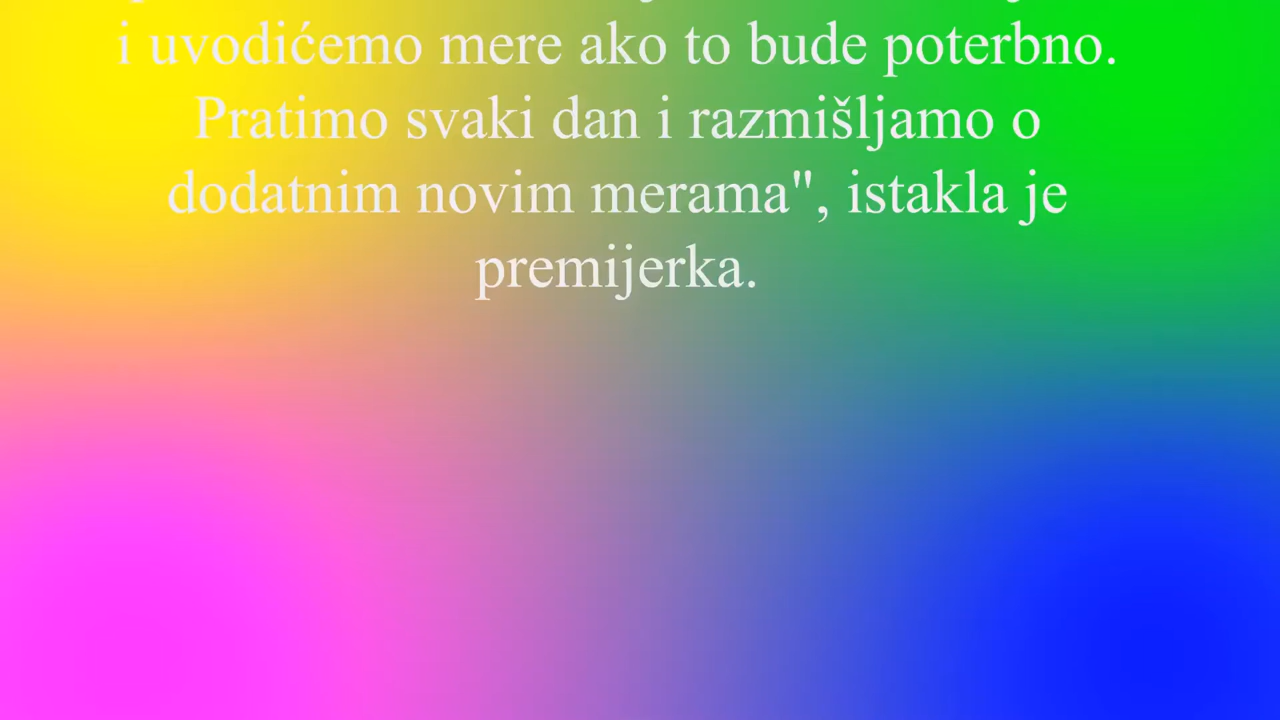 i uvodićemo mere ako to bude poterbno.
Pratimo svaki dan i razmišljamo o
dodatnim novim merama", istakla je
premijerka.